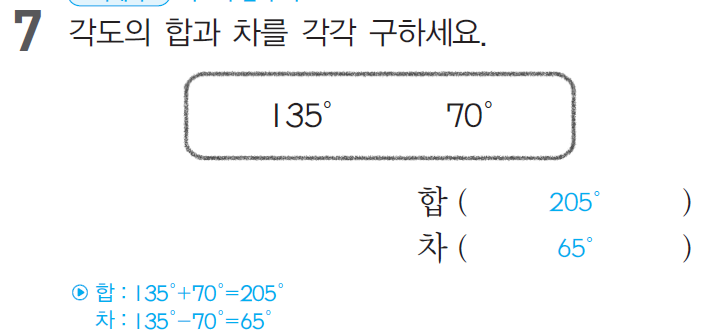 7 각도의 합과 차를 각각 구하세요.
135° 70°
합 ( 205° )
차 ( 65° )
합 : 135°+70°=205°
차 : 135°-70°=65°